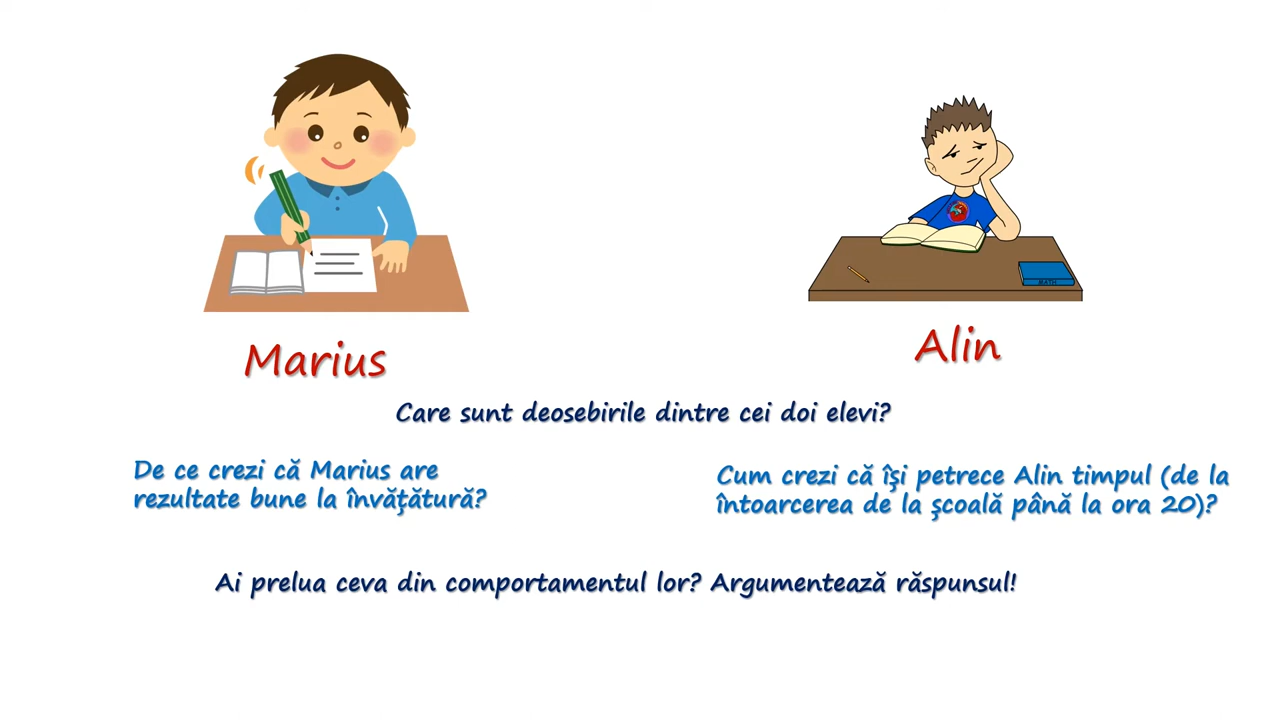 Marius
Alin
Care sunt deosebirile dintre cei doi elevi?
De ce crezi că Marius are
rezultate bune la învăţătură?
Cum crezi că îşi petrece Alin timpul (de la
întoarcerea de la şcoală până la ora 20)?
Ai prelua ceva din comportamentul lor? Argumentează răspunsul!
MATH